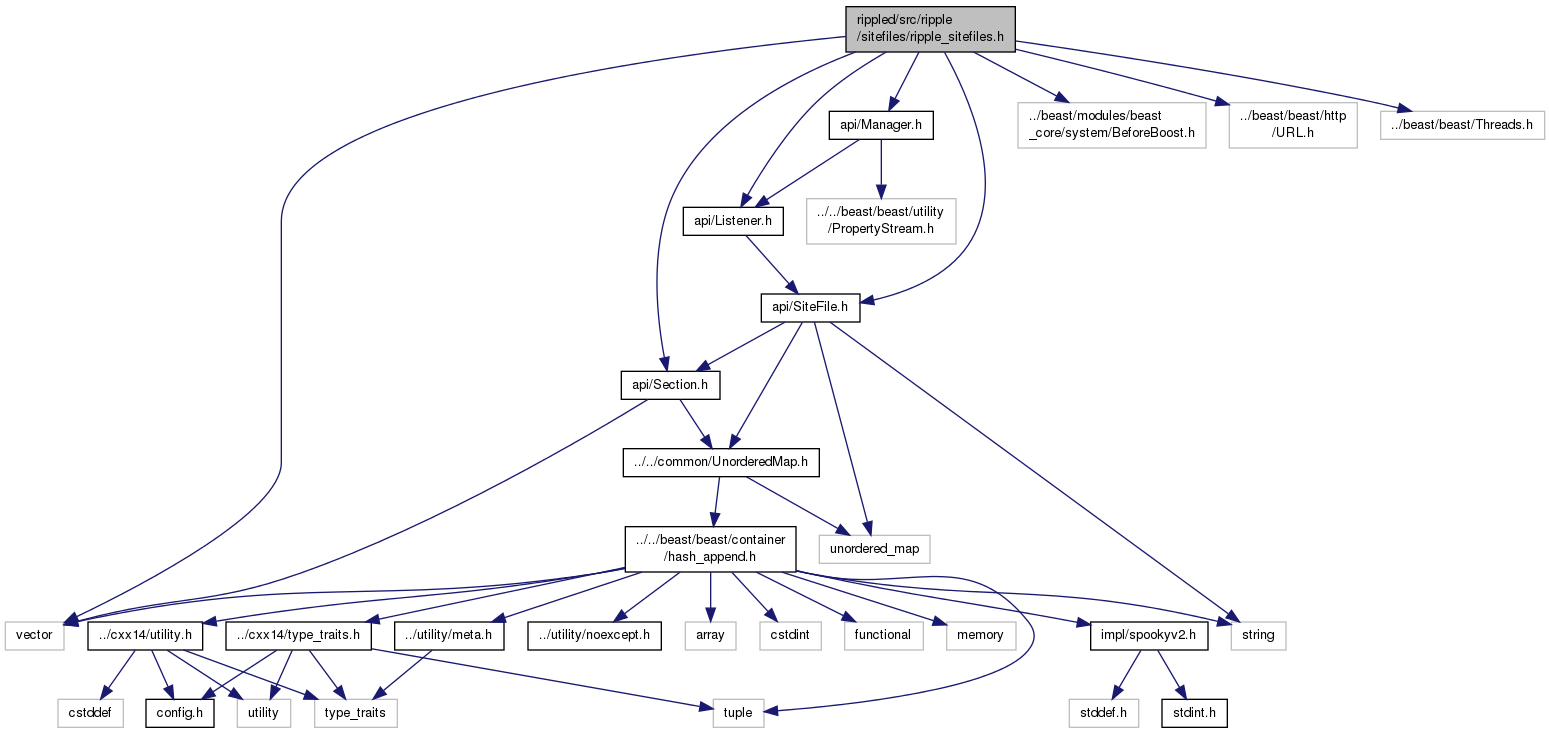 rippled/src/ripple
/sitefiles/ripple_sitefiles.h
api/Manager.h
../beast/modules/beast
_core/system/BeforeBoost.h
../beast/beast/http
/URL.h
../beast/beast/Threads.h
api/Listener.h
../../beast/beast/utility
/PropertyStream.h
api/SiteFile.h
api/Section.h
../../common/UnorderedMap.h
../../beast/beast/container
/hash_append.h
unordered_map
vector
../cxx14/utility.h
../cxx14/type_traits.h
../utility/meta.h
../utility/noexcept.h
array
cstdint
functional
memory
impl/spookyv2.h
string
cstddef
config.h
utility
type_traits
tuple
stddef.h
stdint.h